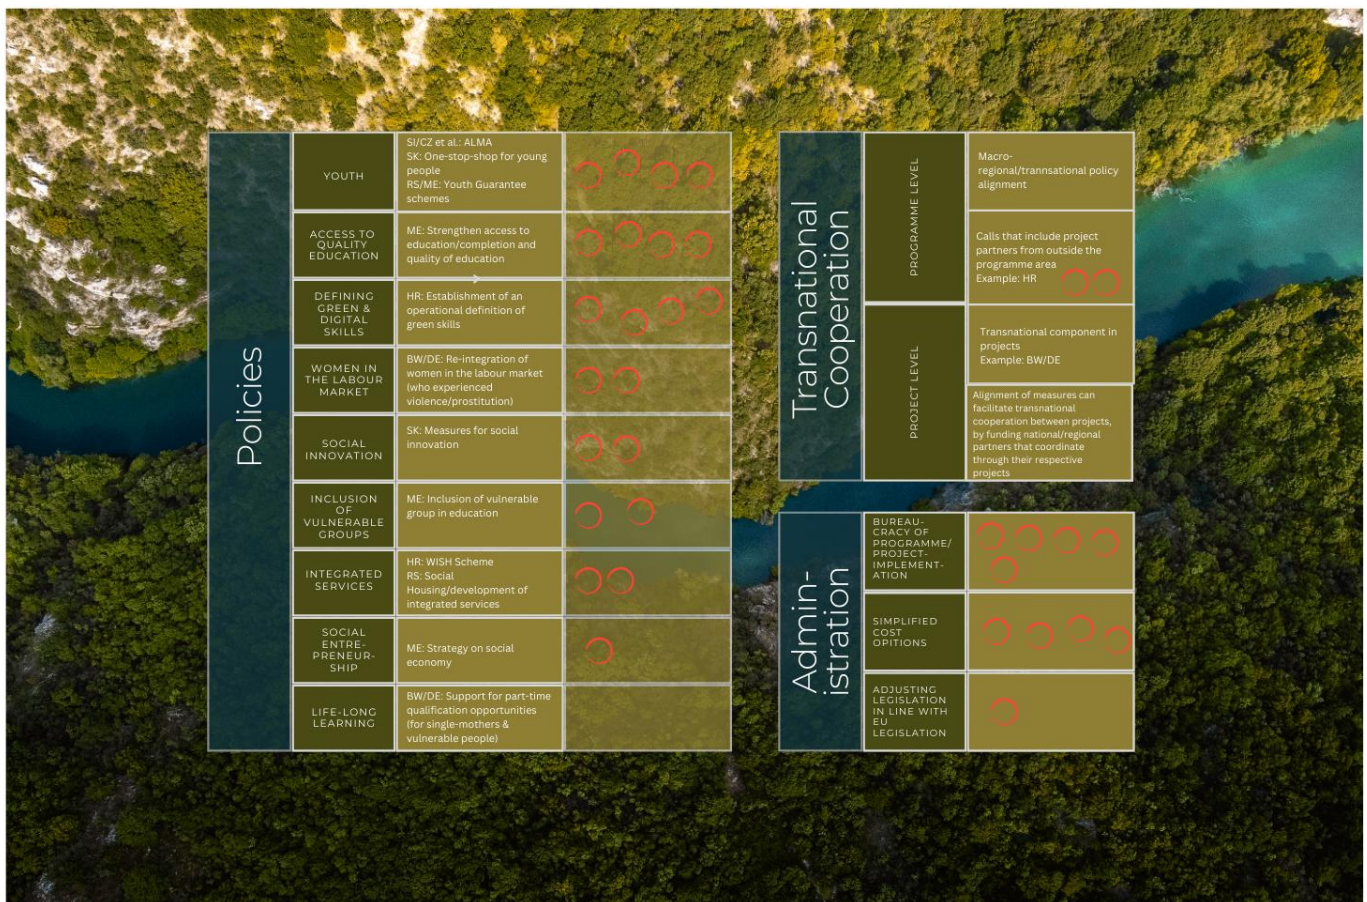 Policies
YOUTH
SI/CZ et al.: ALMA
SK: One-stop-shop for young
people
RS/ME: Youth Guarantee
schemes
ACCESS TO
QUALITY
EDUCATION
ME: Strengthen access to
education/completion and
quality of education
DEFINING
GREEN &
DIGITAL
SKILLS
HR: Establishment of an
operational definition of
green skills
WOMEN IN
THE LABOUR
MARKET
BW/DE: Re-integration of
women in the labour market
(who experienced
violence/prostitution)
SOCIAL
INNOVATION
SK: Measures for social
innovation
INCLUSION
OF
VULNERABLE
GROUPS
ME: Inclusion of vulnerable
group in education
INTEGRATED
SERVICES
HR: WISH Scheme
RS: Social
Housing/development of
integrated services
SOCIAL
ENTRE-
PRENEUR-
SHIP
ME: Strategy on social
economy
LIFE-LONG
LEARNING
BW/DE: Support for part-time
qualification opportunities
(for single-mothers &
vulnerable people)
Transnational
Cooperation
PROGRAMME LEVEL
Macro-
regional/trannsational policy
alignment
Calls that include project
partners from outside the
programme area
Example: HR
PROJECT LEVEL
Transnational component in
projects
Example: BW/DE
Alignment of measures can
facilitate transnational
cooperation between projects,
by funding national/regional
partners that coordinate
through their respective
projects
Admin-
istration
BUREAU-
CRACY OF
PROGRAMME/
PROJECT-
IMPLEMENT-
ATION
SIMPLIFIED
COST
OPITIONS
ADJUSTING
LEGISLATION
IN LINE WITH
EU
LEGISLATION